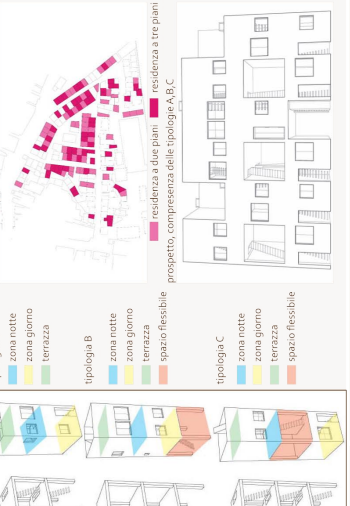 zona notte
zona giorno
terrazza
tipologia B
zona notte
zona giorno
terrazza
spazio flessibile
tipologia C
zona notte
zona giorno
terrazza
spazio flessibile
residenza a due piani
residenza a tre piani
prospetto, compresenza delle tipologie A, B, C